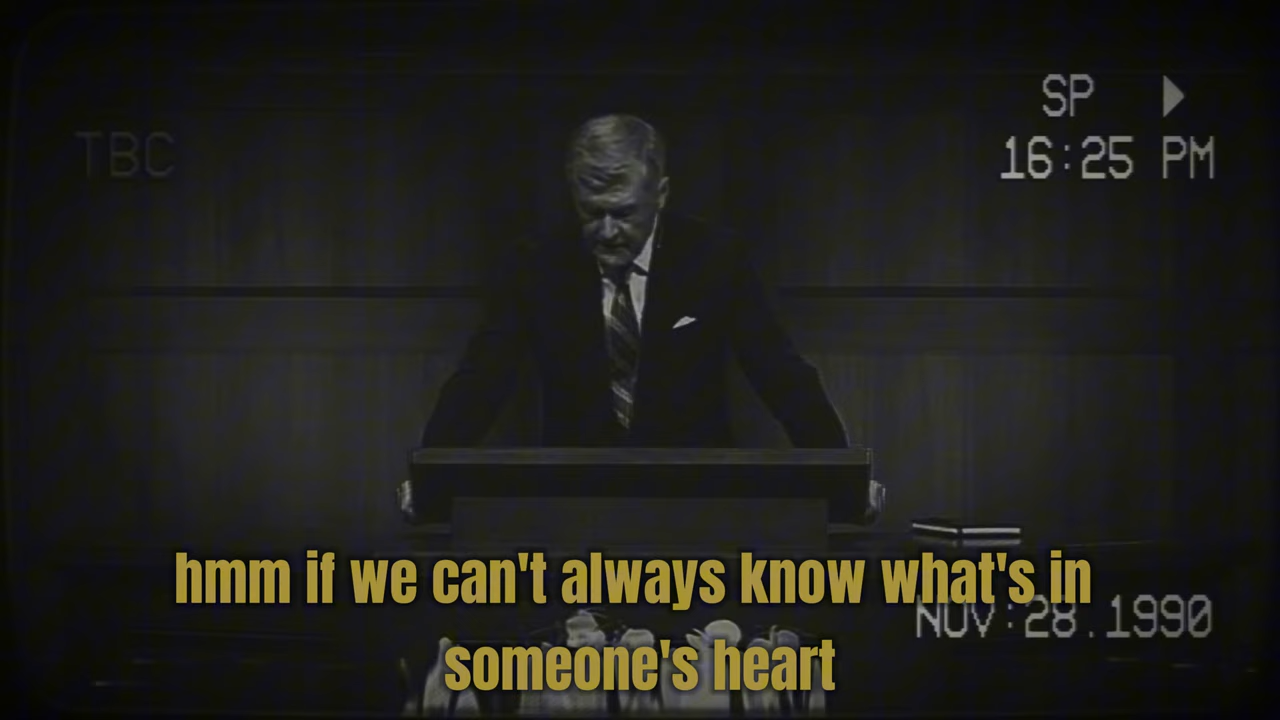 SP
TBC
16:25 PM
hmm if we can't always know what's in
NOV:28.1990
someone's heart